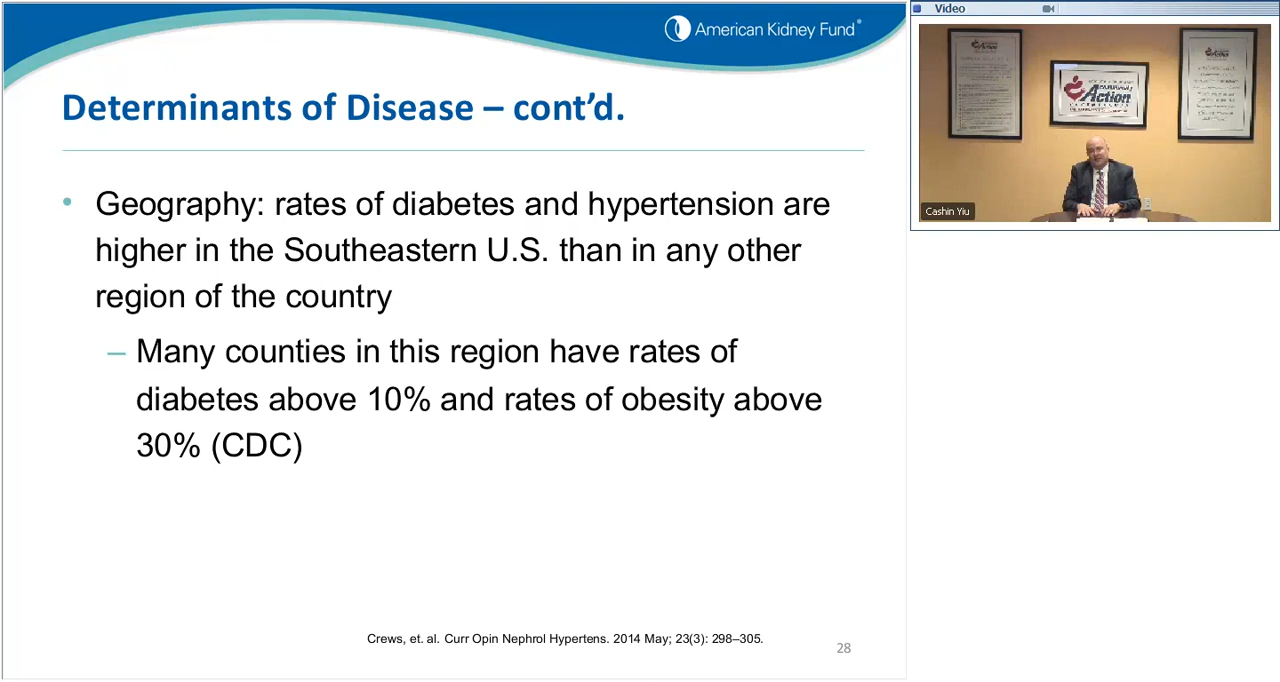 American Kidney Fund®
Determinants of Disease – cont’d.
• Geography: rates of diabetes and hypertension are
higher in the Southeastern U.S. than in any other
region of the country
– Many counties in this region have rates of
diabetes above 10% and rates of obesity above
30% (CDC)
Crews, et. al. Curr Opin Nephrol Hypertens. 2014 May; 23(3): 298–305.
28
Video
Action
Action
Action
Cashin Yiu